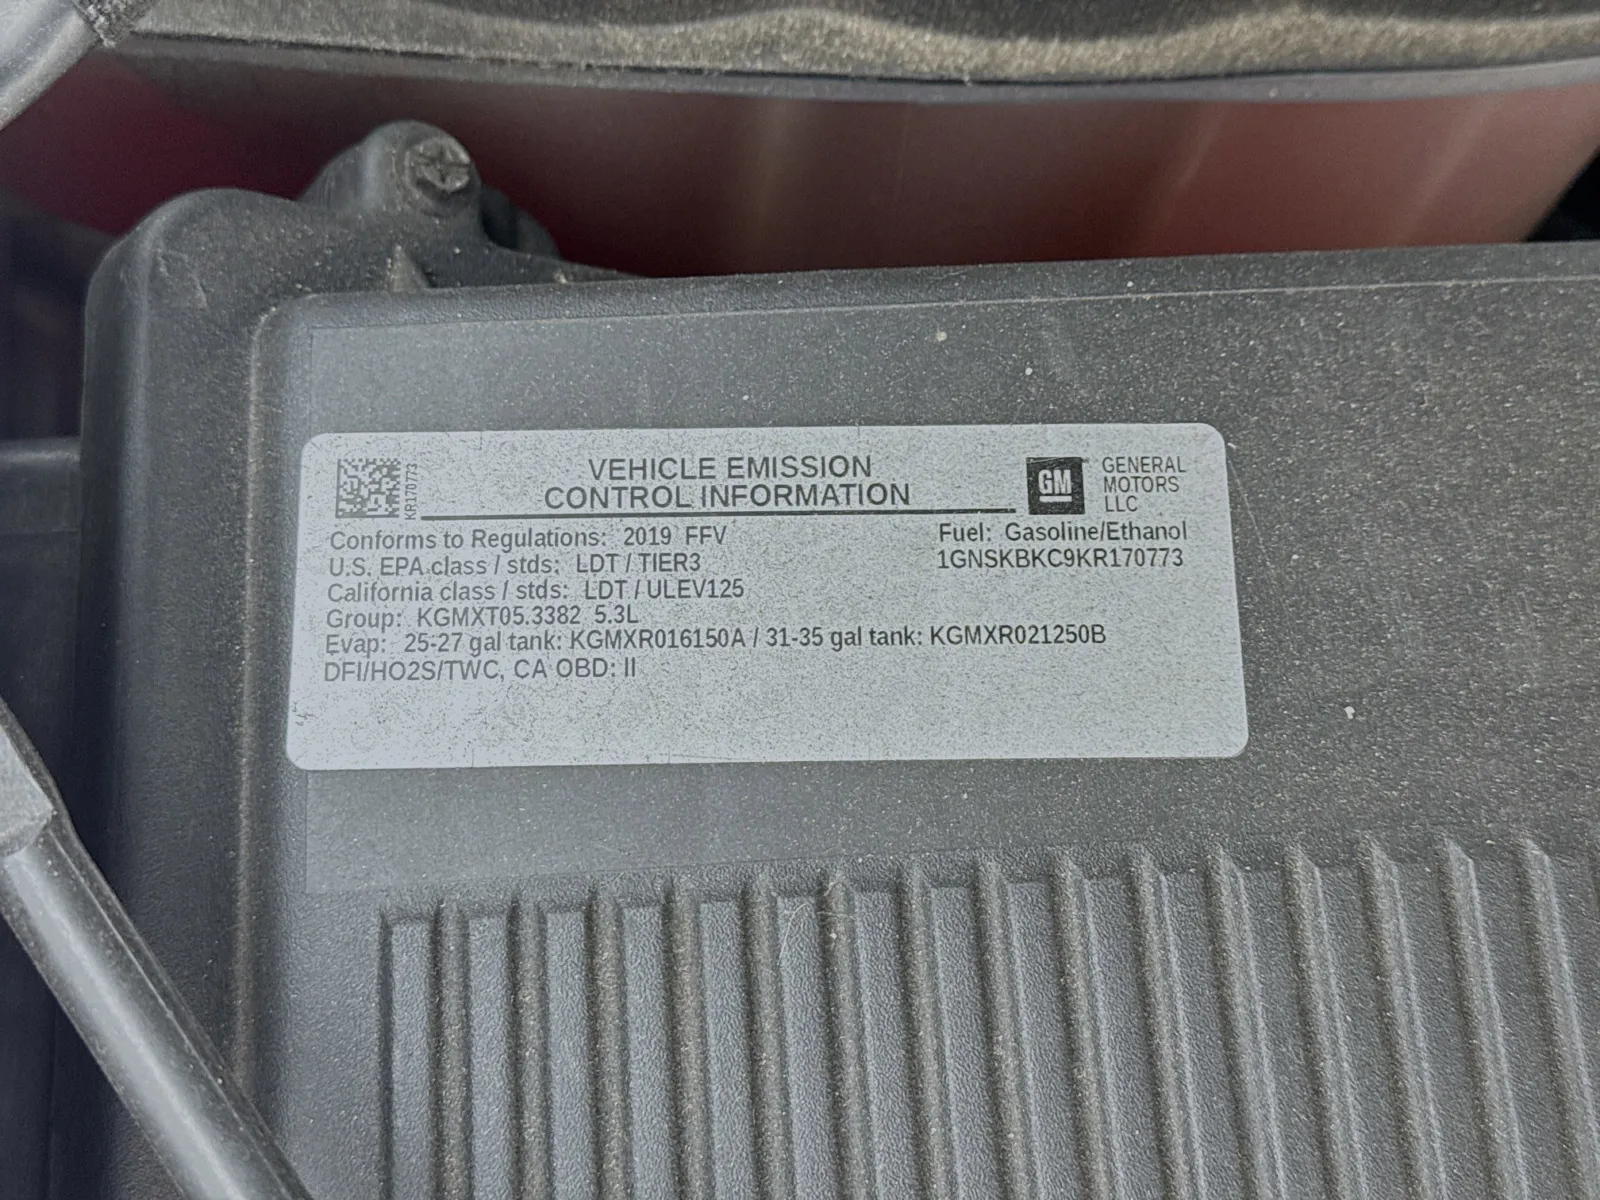 KR170773
VEHICLE EMISSION
CONTROL INFORMATION
GM
GENERAL
MOTORS
LLC
Conforms to Regulations: 2019 FFV
Fuel: Gasoline/Ethanol
U.S. EPA class / stds: LDT / TIER3
1GNSKBKC9KR170773
California class / stds: LDT / ULEV125
Group: KGMXT05.3382 5.3L
Evap: 25-27 gal tank: KGMXR016150A / 31-35 gal tank: KGMXR021250B
DFI/HO2S/TWC, CA OBD: II